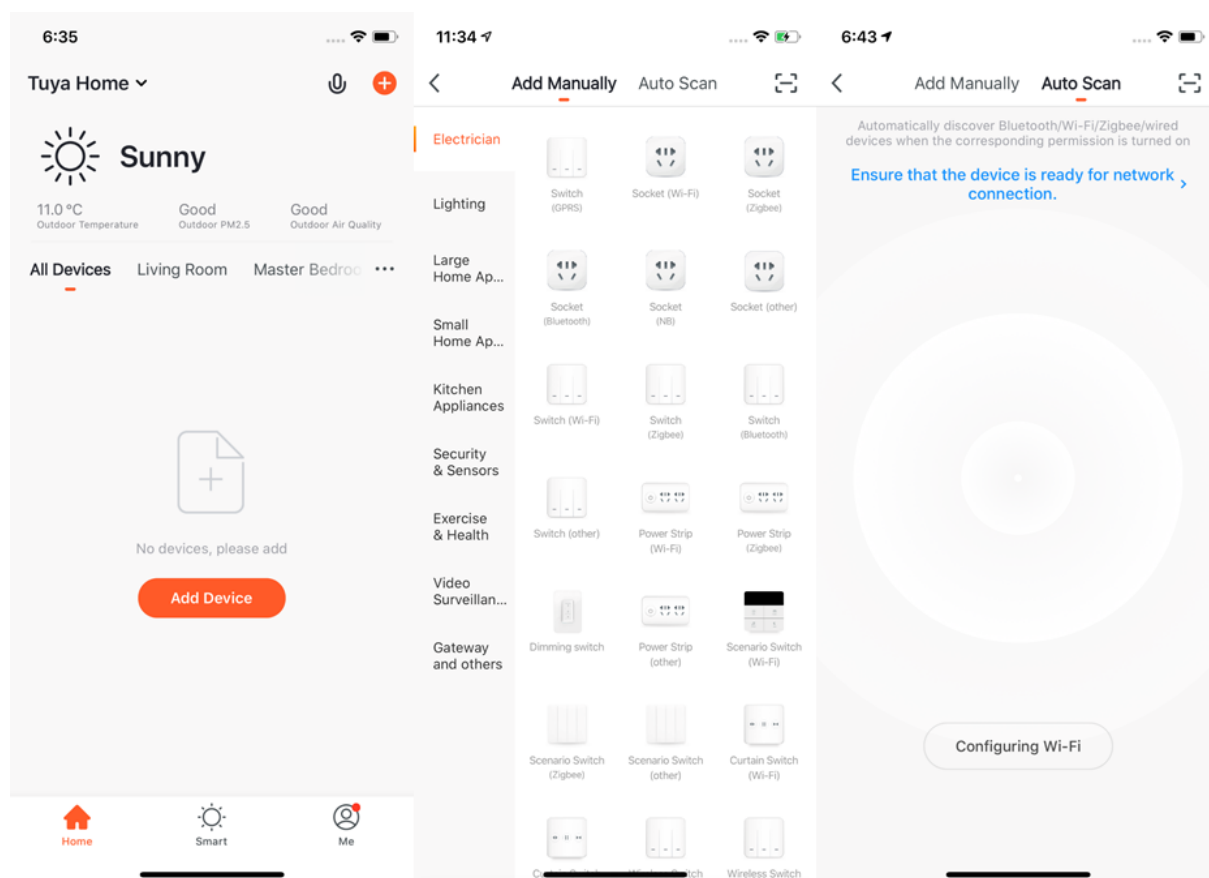 6:35
Tuya Home
Sunny
11.0 °C
Outdoor Temperature
Good
Outdoor PM2.5
Good
Outdoor Air Quality
All Devices
Living Room
Master Bedroo
No devices, please add
Add Device
Home
Smart
Me
11:34
Add Manually
Auto Scan
Electrician
Lighting
Large
Home Ap...
Small
Home Ap...
Kitchen
Appliances
Security
& Sensors
Exercise
& Health
Video
Surveillan...
Gateway
and others
Switch
(GPRS)
Socket (Wi-Fi)
Socket
(Zigbee)
Socket
(Bluetooth)
Socket
(NB)
Socket (other)
Switch (Wi-Fi)
Switch
(Zigbee)
Switch
(Bluetooth)
Switch (other)
Power Strip
(Wi-Fi)
Power Strip
(Zigbee)
Dimming switch
Power Strip
(other)
Scenario Switch
(Wi-Fi)
Scenario Switch
(Zigbee)
Scenario Switch
(other)
Curtain Switch
(Wi-Fi)
Wireless Switch
6:43
Add Manually
Auto Scan
Automatically discover Bluetooth/Wi-Fi/Zigbee/wired
devices when the corresponding permission is turned on
Ensure that the device is ready for network
connection.
Configuring Wi-Fi